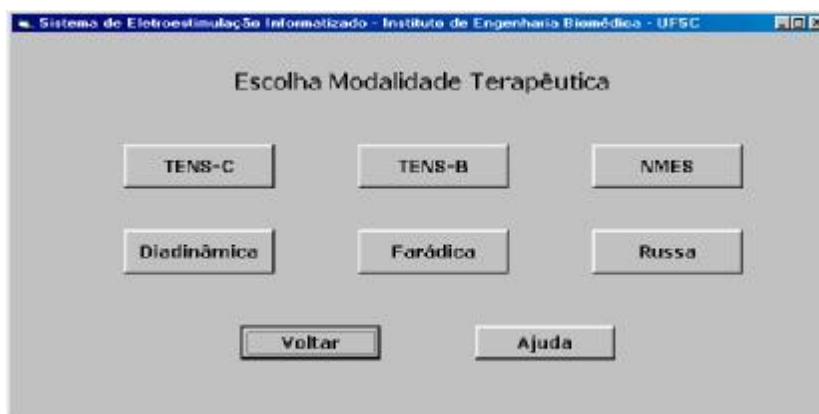 Sistema de Eletroestimulação Informatizado - Instituto de Engenharia Biomédica - UFSC
Escolha Modalidade Terapêutica
TENS-C TENS-B NMES
Diadinâmica Farádica Russa
Voltar Ajuda